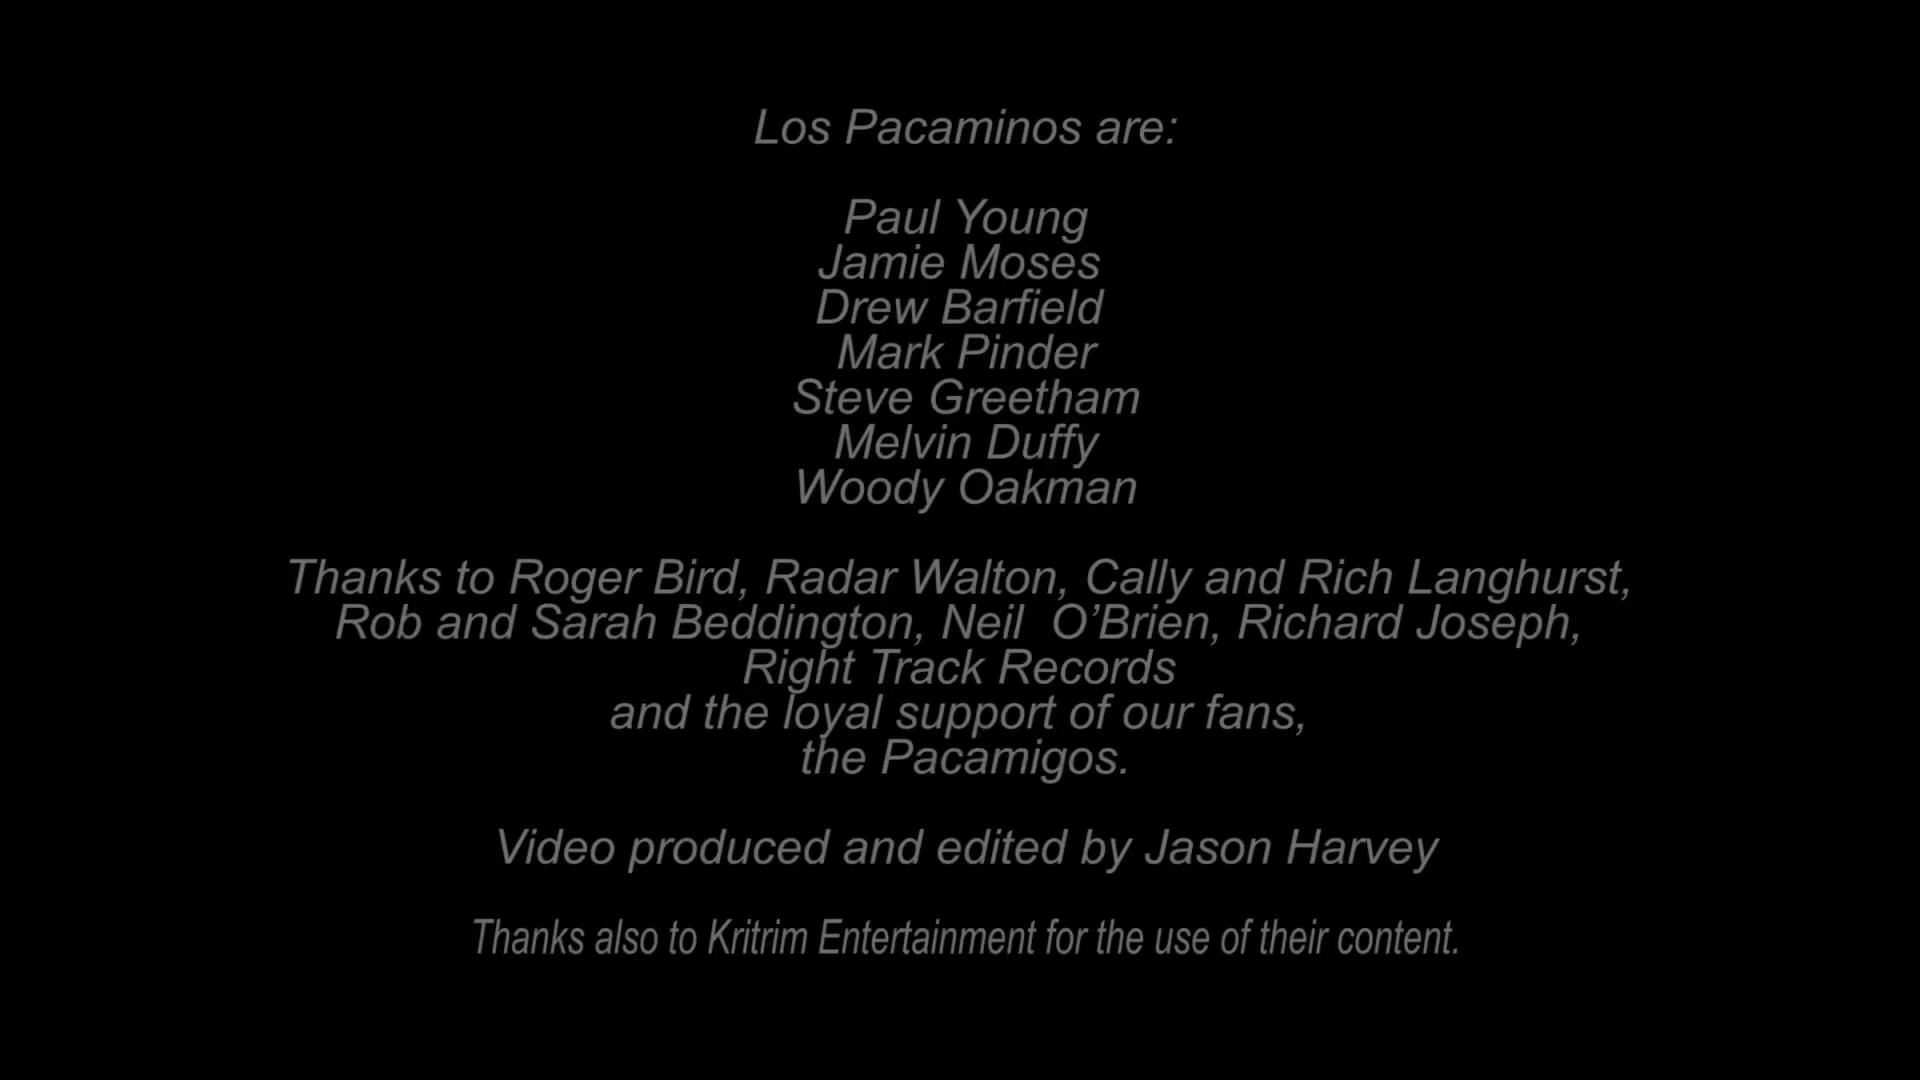 Los Pacaminos are:
Paul Young
Jamie Moses
Drew Barfield
Mark Pinder
Steve Greetham
Melvin Duffy
Woody Oakman
Thanks to Roger Bird, Radar Walton, Cally and Rich Langhurst,
Rob and Sarah Beddington, Neil  O’Brien, Richard Joseph,
Right Track Records
and the loyal support of our fans,
the Pacamigos.
Video produced and edited by Jason Harvey
Thanks also to Kritrim Entertainment for the use of their content.